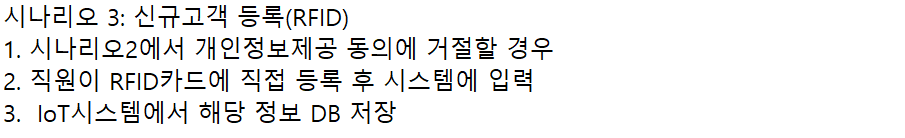 시나리오 3: 신규고객 등록(RFID)
1. 시나리오2에서 개인정보제공 동의에 거절할 경우
2. 직원이 RFID카드에 직접 등록 후 시스템에 입력
3.  IoT시스템에서 해당 정보 DB 저장